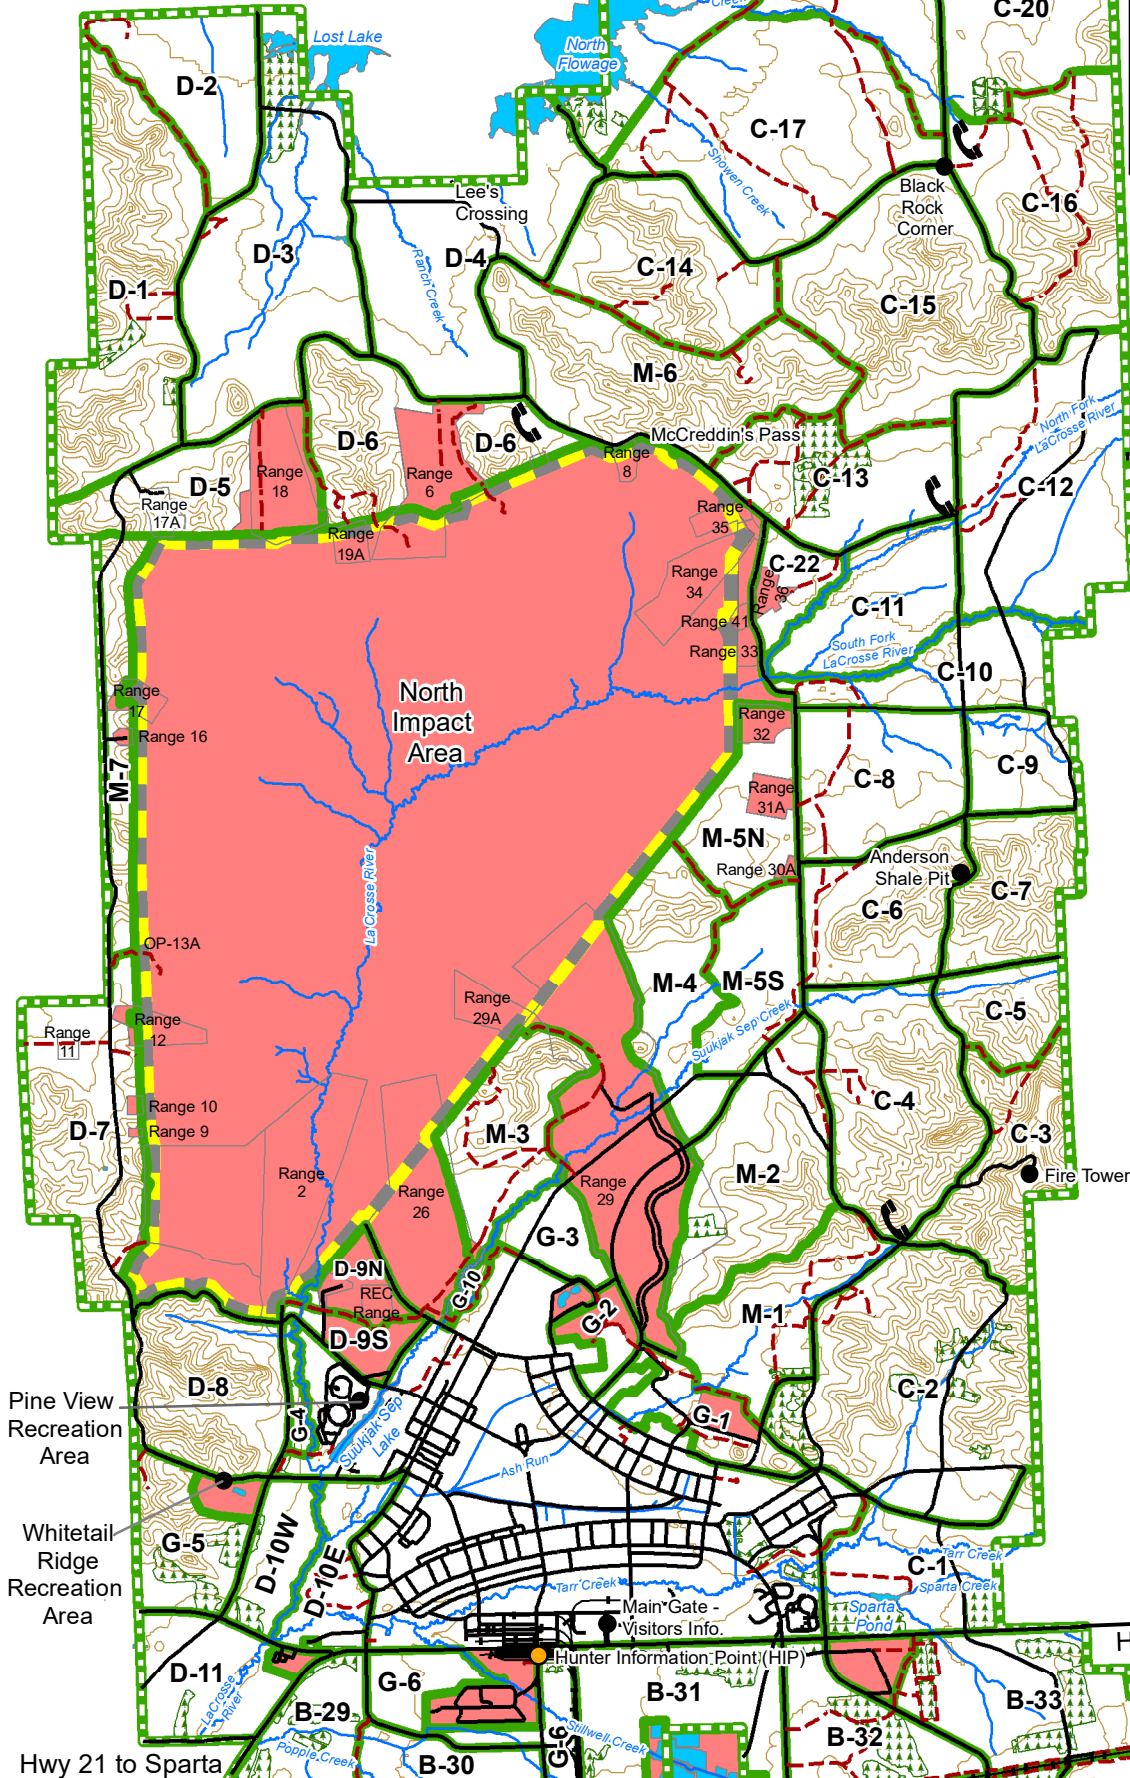 Creek
C-20
Lost Lake
North
Flowage
D-2
C-17
Showen Creek
Black
Rock
Corner
C-16
Lee's
Crossing
D-3
D-4
Ranch Creek
C-14
C-15
D-1
M-6
North Fork
LaCrosse River
McCreddin's Pass
D-6
D-6
Range
8
Range
18
Range
6
D-5
Range
17A
C-13
C-12
Range
35
Range
19A
C-22
Range
34
Range
36
C-11
Range 41
South Fork
LaCrosse River
Range 33
C-10
North
Impact
Area
Range
17
Range
32
Range 16
M-7
C-9
C-8
Range
31A
M-5N
Anderson
Shale Pit
Range 30A
C-7
C-6
La Crosse River
OP-13A
M-4
M-5S
Range
29A
C-5
Suukjak Sep Creek
Range
12
Range
11
C-4
Range 10
Range 9
D-7
M-3
C-3
Fire Tower
M-2
Range
2
Range
26
Range
29
G-3
D-9N
G-10
REC
Range
G-2
M-1
D-9S
D-8
C-2
Pine View
Recreation
Area
G-4
Suukjak Sep
Lake
G-1
Ash Run
Whitetail
Ridge
Recreation
Area
G-5
D-10W
D-10E
C-1
Tarr Creek
Tarr Creek
Sparta Creek
Sparta
Pond
Main Gate -
Visitors Info.
Hunter Information Point (HIP)
H
D-11
LaCrosse
River
G-6
B-31
B-33
B-29
B-32
Stillwell Creek
G-6
Popple Creek
B-30
Hwy 21 to Sparta